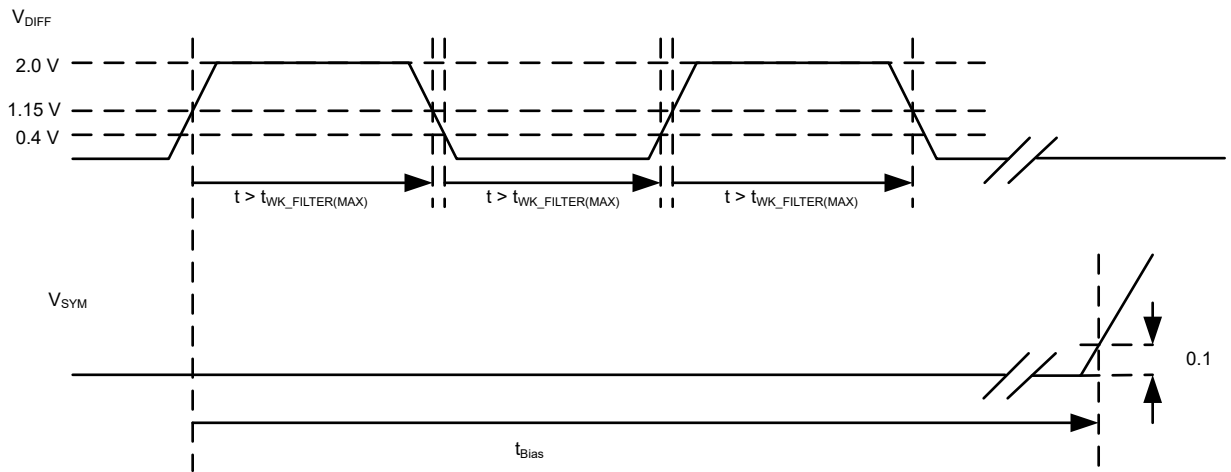 VDIFF
2.0 V
1.15 V
0.4 V
t > tWK_FILTER(MAX) t > tWK_FILTER(MAX) t > tWK_FILTER(MAX)
VSYM
0.1
tBias